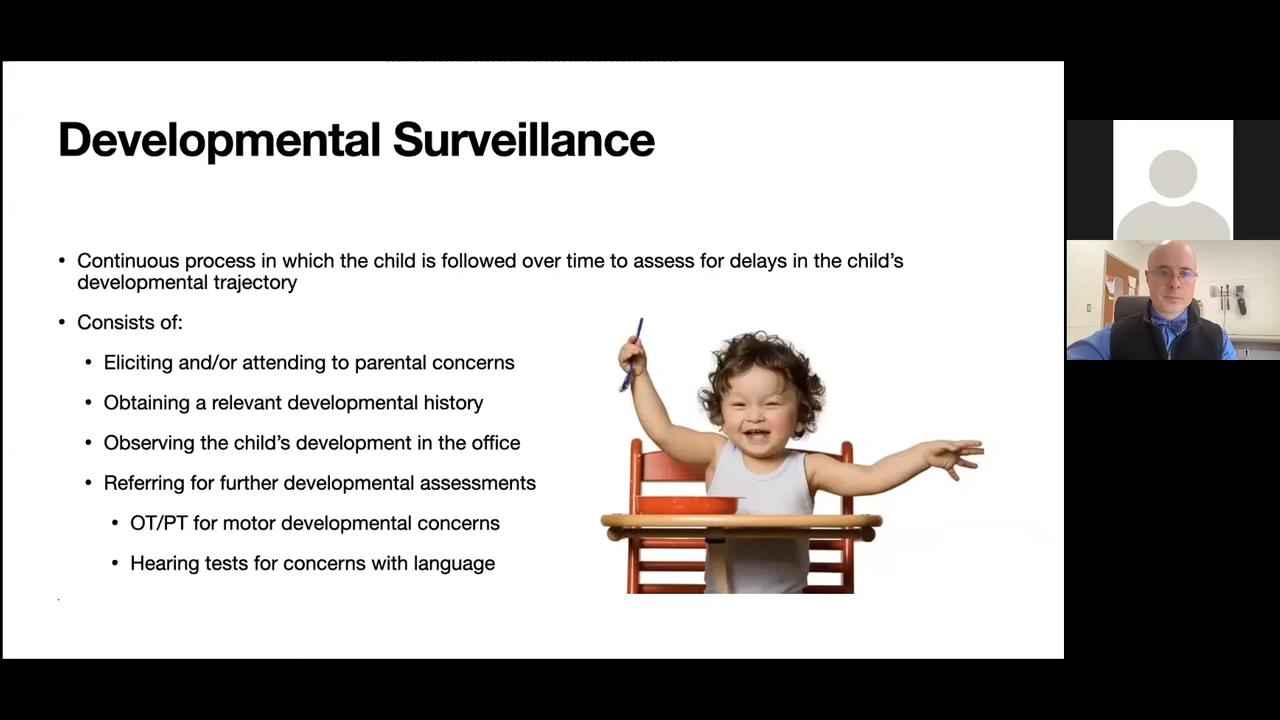 Developmental Surveillance
• Continuous process in which the child is followed over time to assess for delays in the child’s
developmental trajectory
• Consists of:
• Eliciting and/or attending to parental concerns
• Obtaining a relevant developmental history
• Observing the child’s development in the office
• Referring for further developmental assessments
• OT/PT for motor developmental concerns
• Hearing tests for concerns with language
.